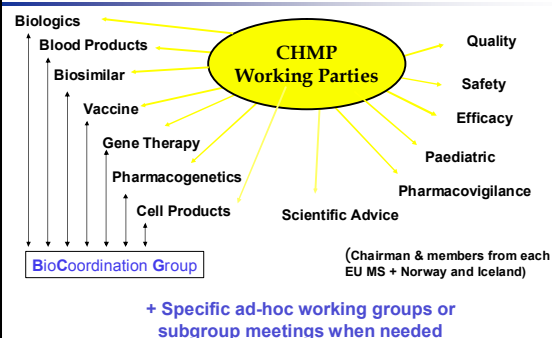 Biologics
Blood Products
Biosimilar
Vaccine
Gene Therapy
Pharmacogenetics
Cell Products
BioCoordination Group
CHMP
Working Parties
Scientific Advice
Quality
Safety
Efficacy
Paediatric
Pharmacovigilance
(Chairman & members from each
EU MS + Norway and Iceland)
+ Specific ad-hoc working groups or
subgroup meetings when needed